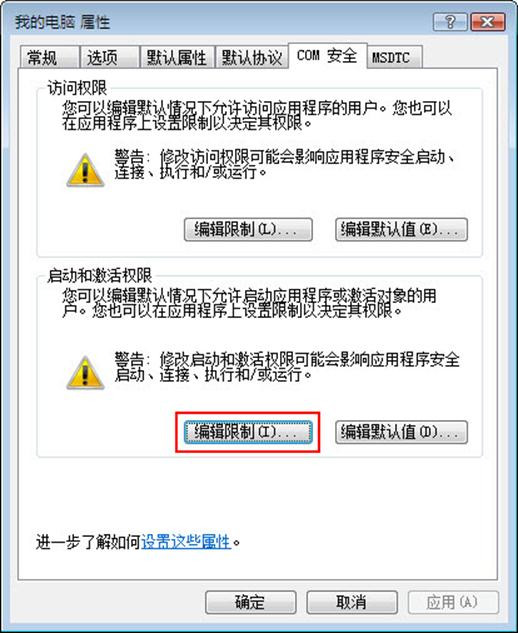 我的电脑 属性
常规 选项 默认属性 默认协议 COM 安全 MSDTC
访问权限
您可以编辑默认情况下允许访问应用程序的用户。您也可以
在应用程序上设置限制以决定其权限。
警告: 修改访问权限可能会影响应用程序安全启动、
连接、执行和/或运行。
编辑限制(L)... 编辑默认值(E)...
启动和激活权限
您可以编辑默认情况下允许启动应用程序或激活对象的用
户。您也可以在应用程序上设置限制以决定其权限。
警告: 修改启动和激活权限可能会影响应用程序安全
启动、连接、执行和/或运行。
编辑限制(I)... 编辑默认值(D)...
进一步了解如何设置这些属性。
确定 取消 应用(A)